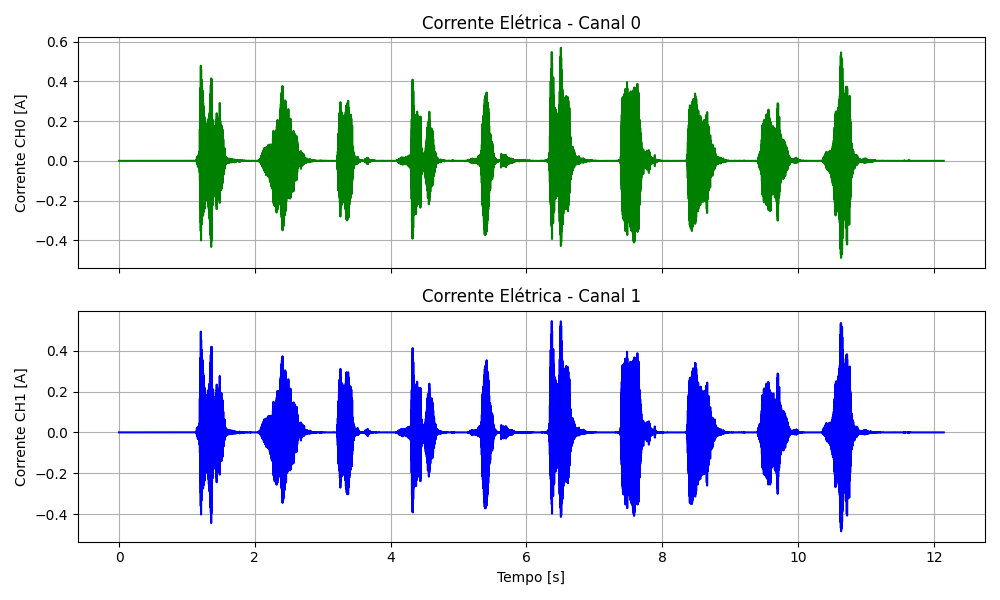 Corrente Elétrica - Canal 0
Corrente CH0 [A]
0.6
0.4
0.2
0.0
−0.2
−0.4
Corrente Elétrica - Canal 1
Corrente CH1 [A]
0.4
0.2
0.0
−0.2
−0.4
0 2 4 6 8 10 12
Tempo [s]